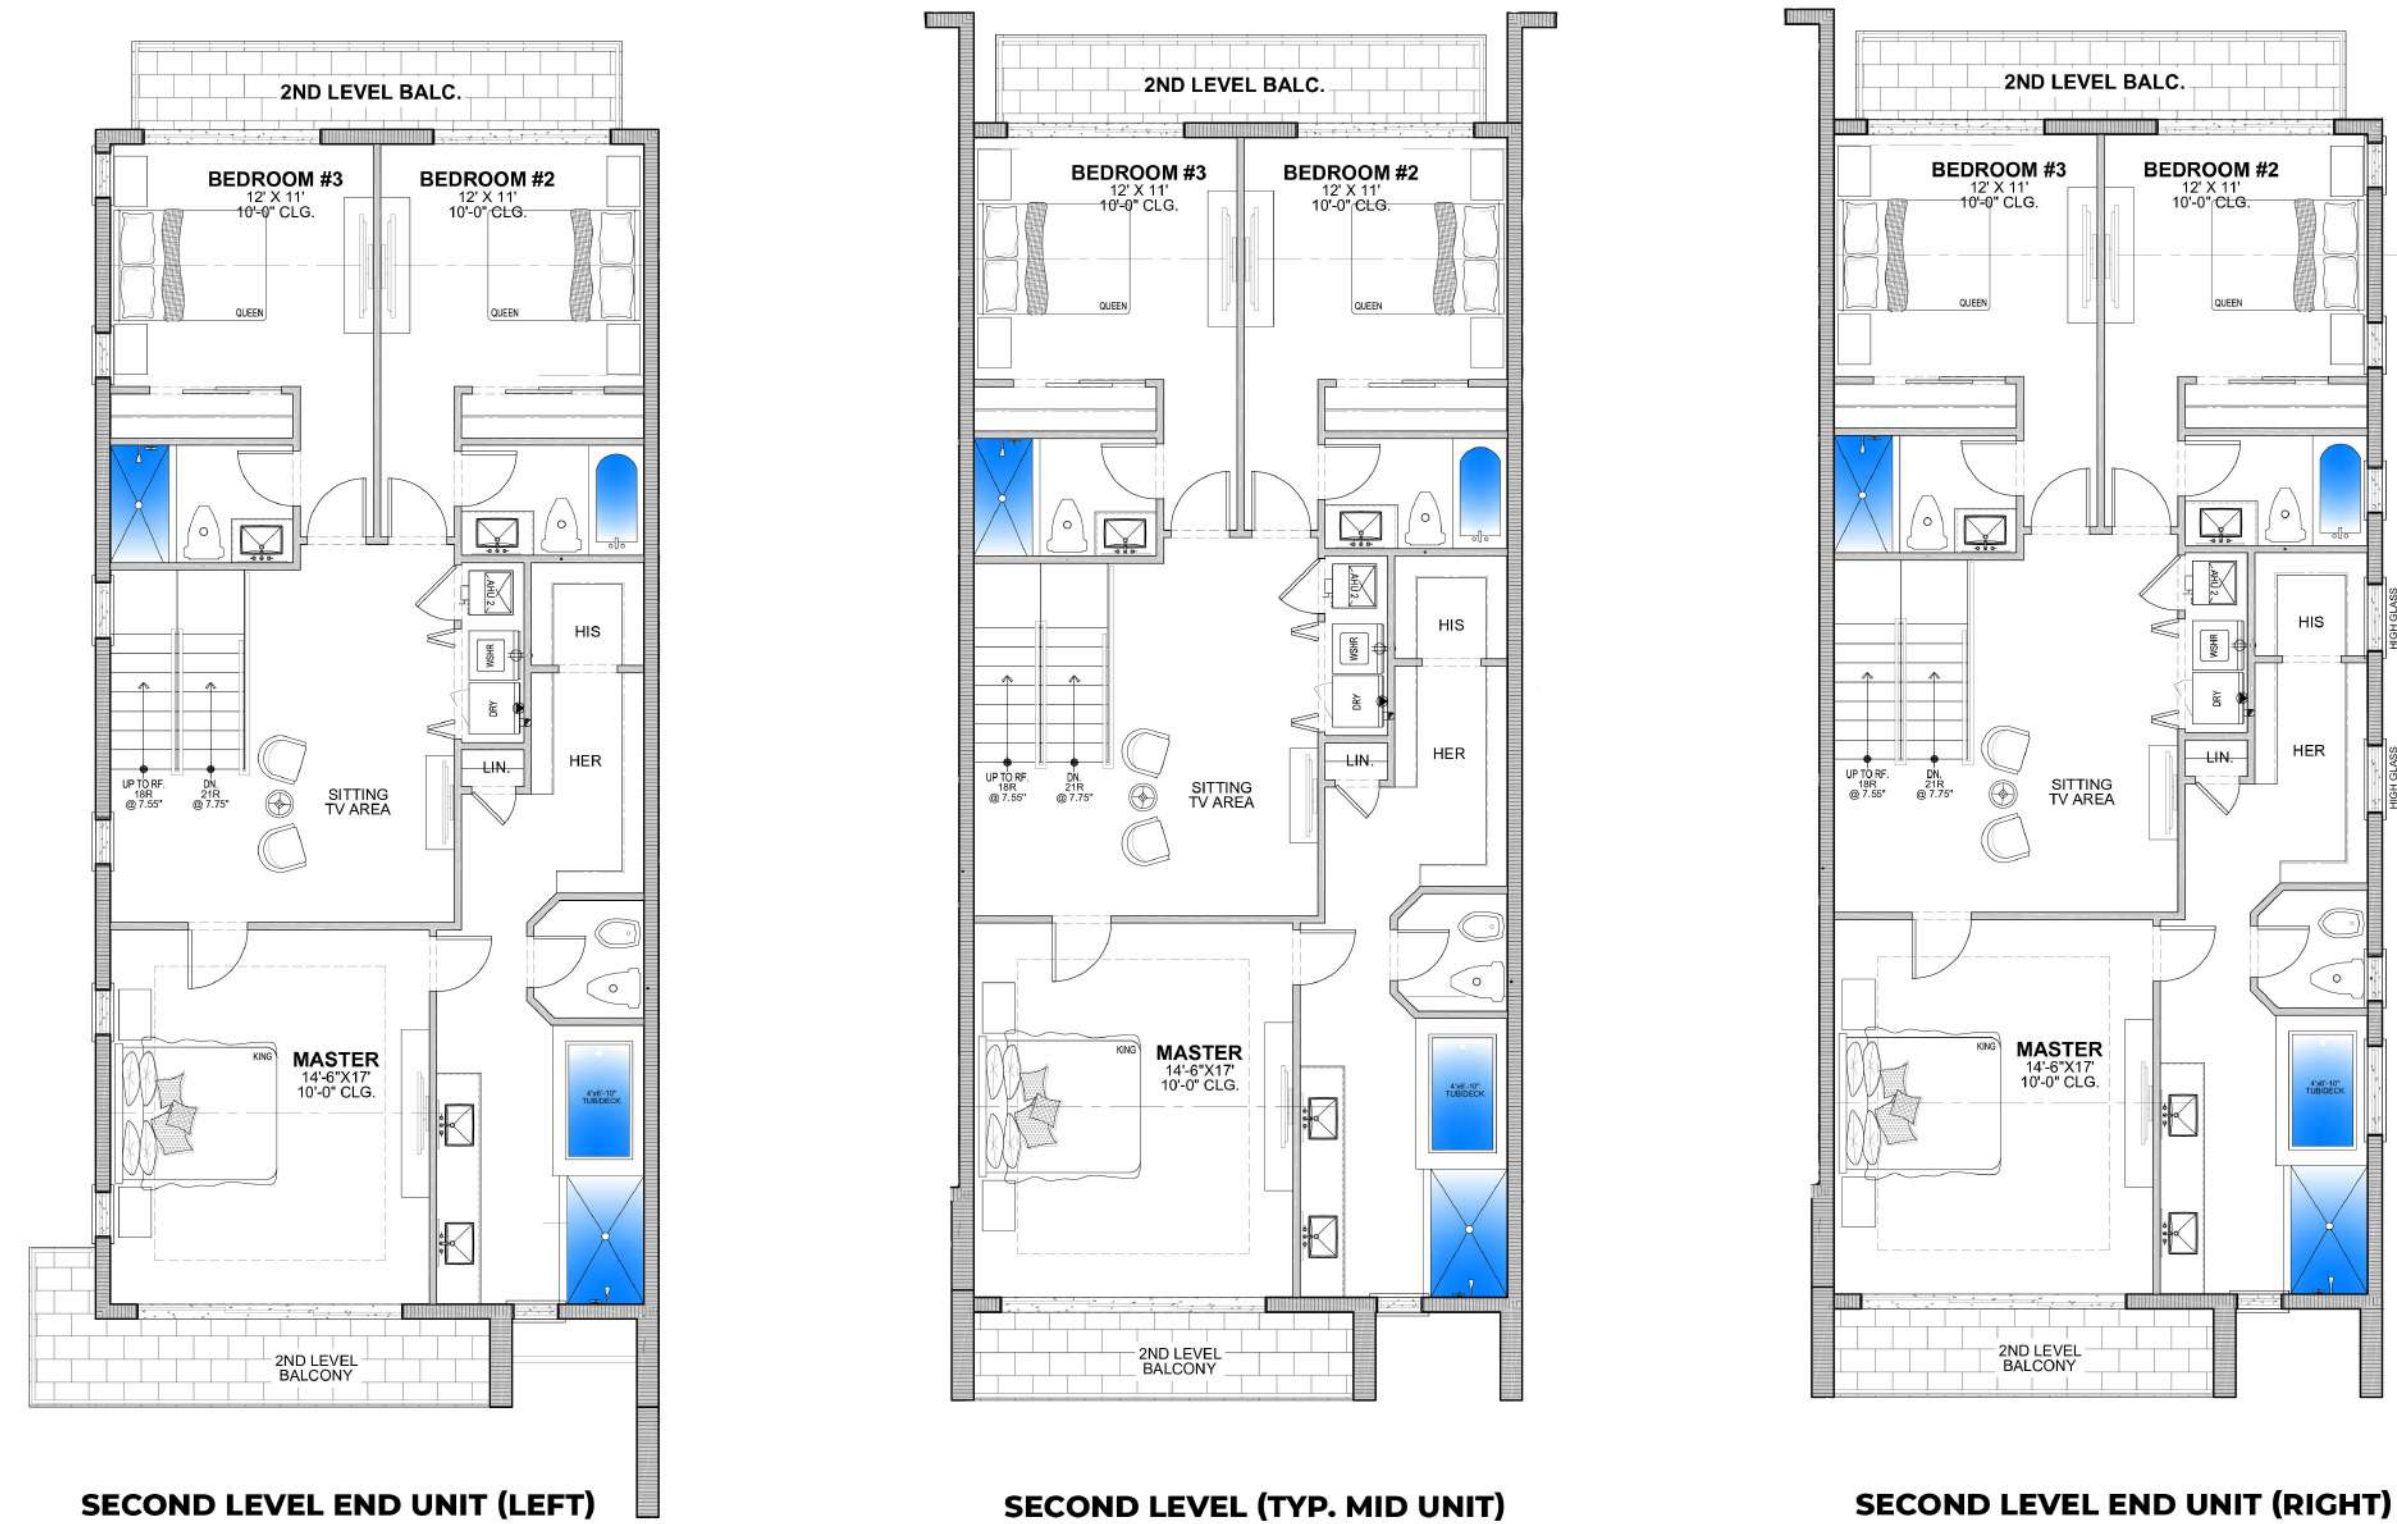 2ND LEVEL BALC.
BEDROOM #3
12' X 11'
10'-0" CLG.
BEDROOM #2
12' X 11'
10'-0" CLG.
QUEEN
QUEEN
AHU 2
HIS
WSHR
DRY
HER
LIN.
UP TO RF.
18R
@ 7.55"
DN.
21R
@ 7.75"
SITTING
TV AREA
KING
MASTER
14'-6"X17'
10'-0" CLG.
4'x6'-10"
TUB/DECK
2ND LEVEL
BALCONY
SECOND LEVEL END UNIT (LEFT)
2ND LEVEL BALC.
BEDROOM #3
12' X 11'
10'-0" CLG.
BEDROOM #2
12' X 11'
10'-0" CLG.
QUEEN
QUEEN
AHU 2
HIS
WSHR
DRY
HER
LIN.
UP TO RF.
18R
@ 7.55"
DN.
21R
@ 7.75"
SITTING
TV AREA
KING
MASTER
14'-6"X17'
10'-0" CLG.
4'x6'-10"
TUB/DECK
2ND LEVEL
BALCONY
SECOND LEVEL (TYP. MID UNIT)
2ND LEVEL BALC.
BEDROOM #3
12' X 11'
10'-0" CLG.
BEDROOM #2
12' X 11'
10'-0" CLG.
QUEEN
QUEEN
AHU 2
HIS
HIGH GLASS
WSHR
DRY
HER
HIGH GLASS
LIN.
UP TO RF.
18R
@ 7.55"
DN.
21R
@ 7.75"
SITTING
TV AREA
KING
MASTER
14'-6"X17'
10'-0" CLG.
4'x6'-10"
TUB/DECK
2ND LEVEL
BALCONY
SECOND LEVEL END UNIT (RIGHT)